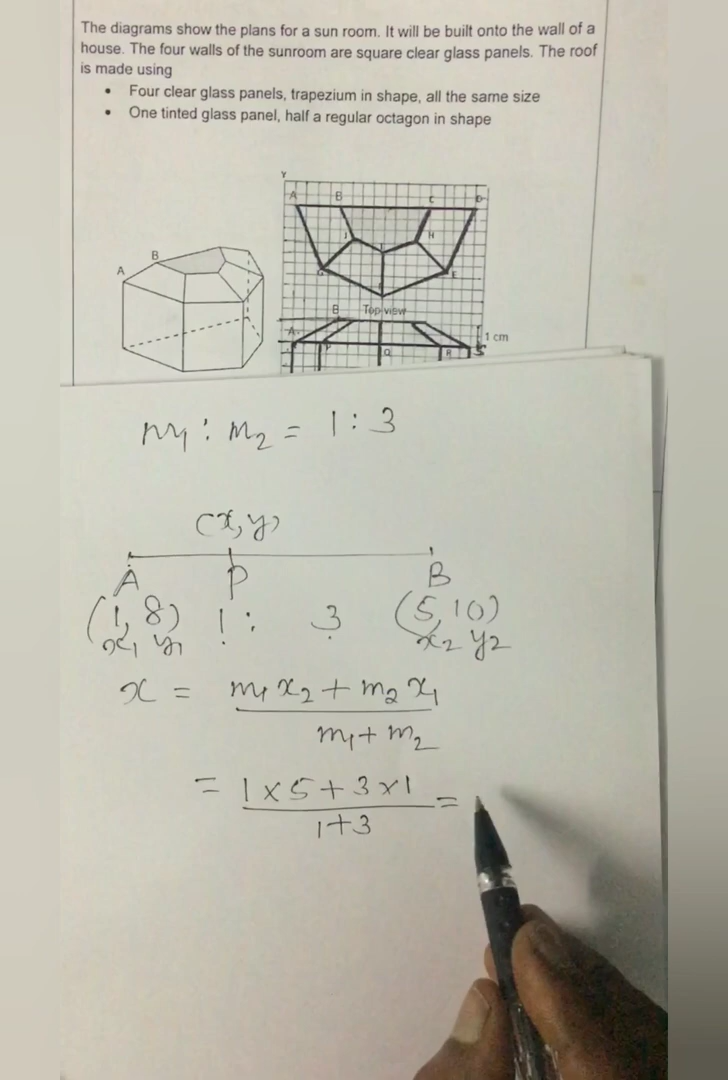 The diagrams show the plans for a sun room. It will be built onto the wall of a
house. The four walls of the sunroom are square clear glass panels. The roof
is made using
• Four clear glass panels, trapezium in shape, all the same size
• One tinted glass panel, half a regular octagon in shape
Y
A B C D
J H
G E
B Top view
A B
A 1 cm
P Q R S
m1 : m2 = 1 : 3
(x, y)
A P B
(1, 8) 1 : 3 (5, 10)
x1 y1 x2 y2
x = m1 x2 + m2 x1
m1 + m2
= 1 × 5 + 3 × 1 =
1 + 3